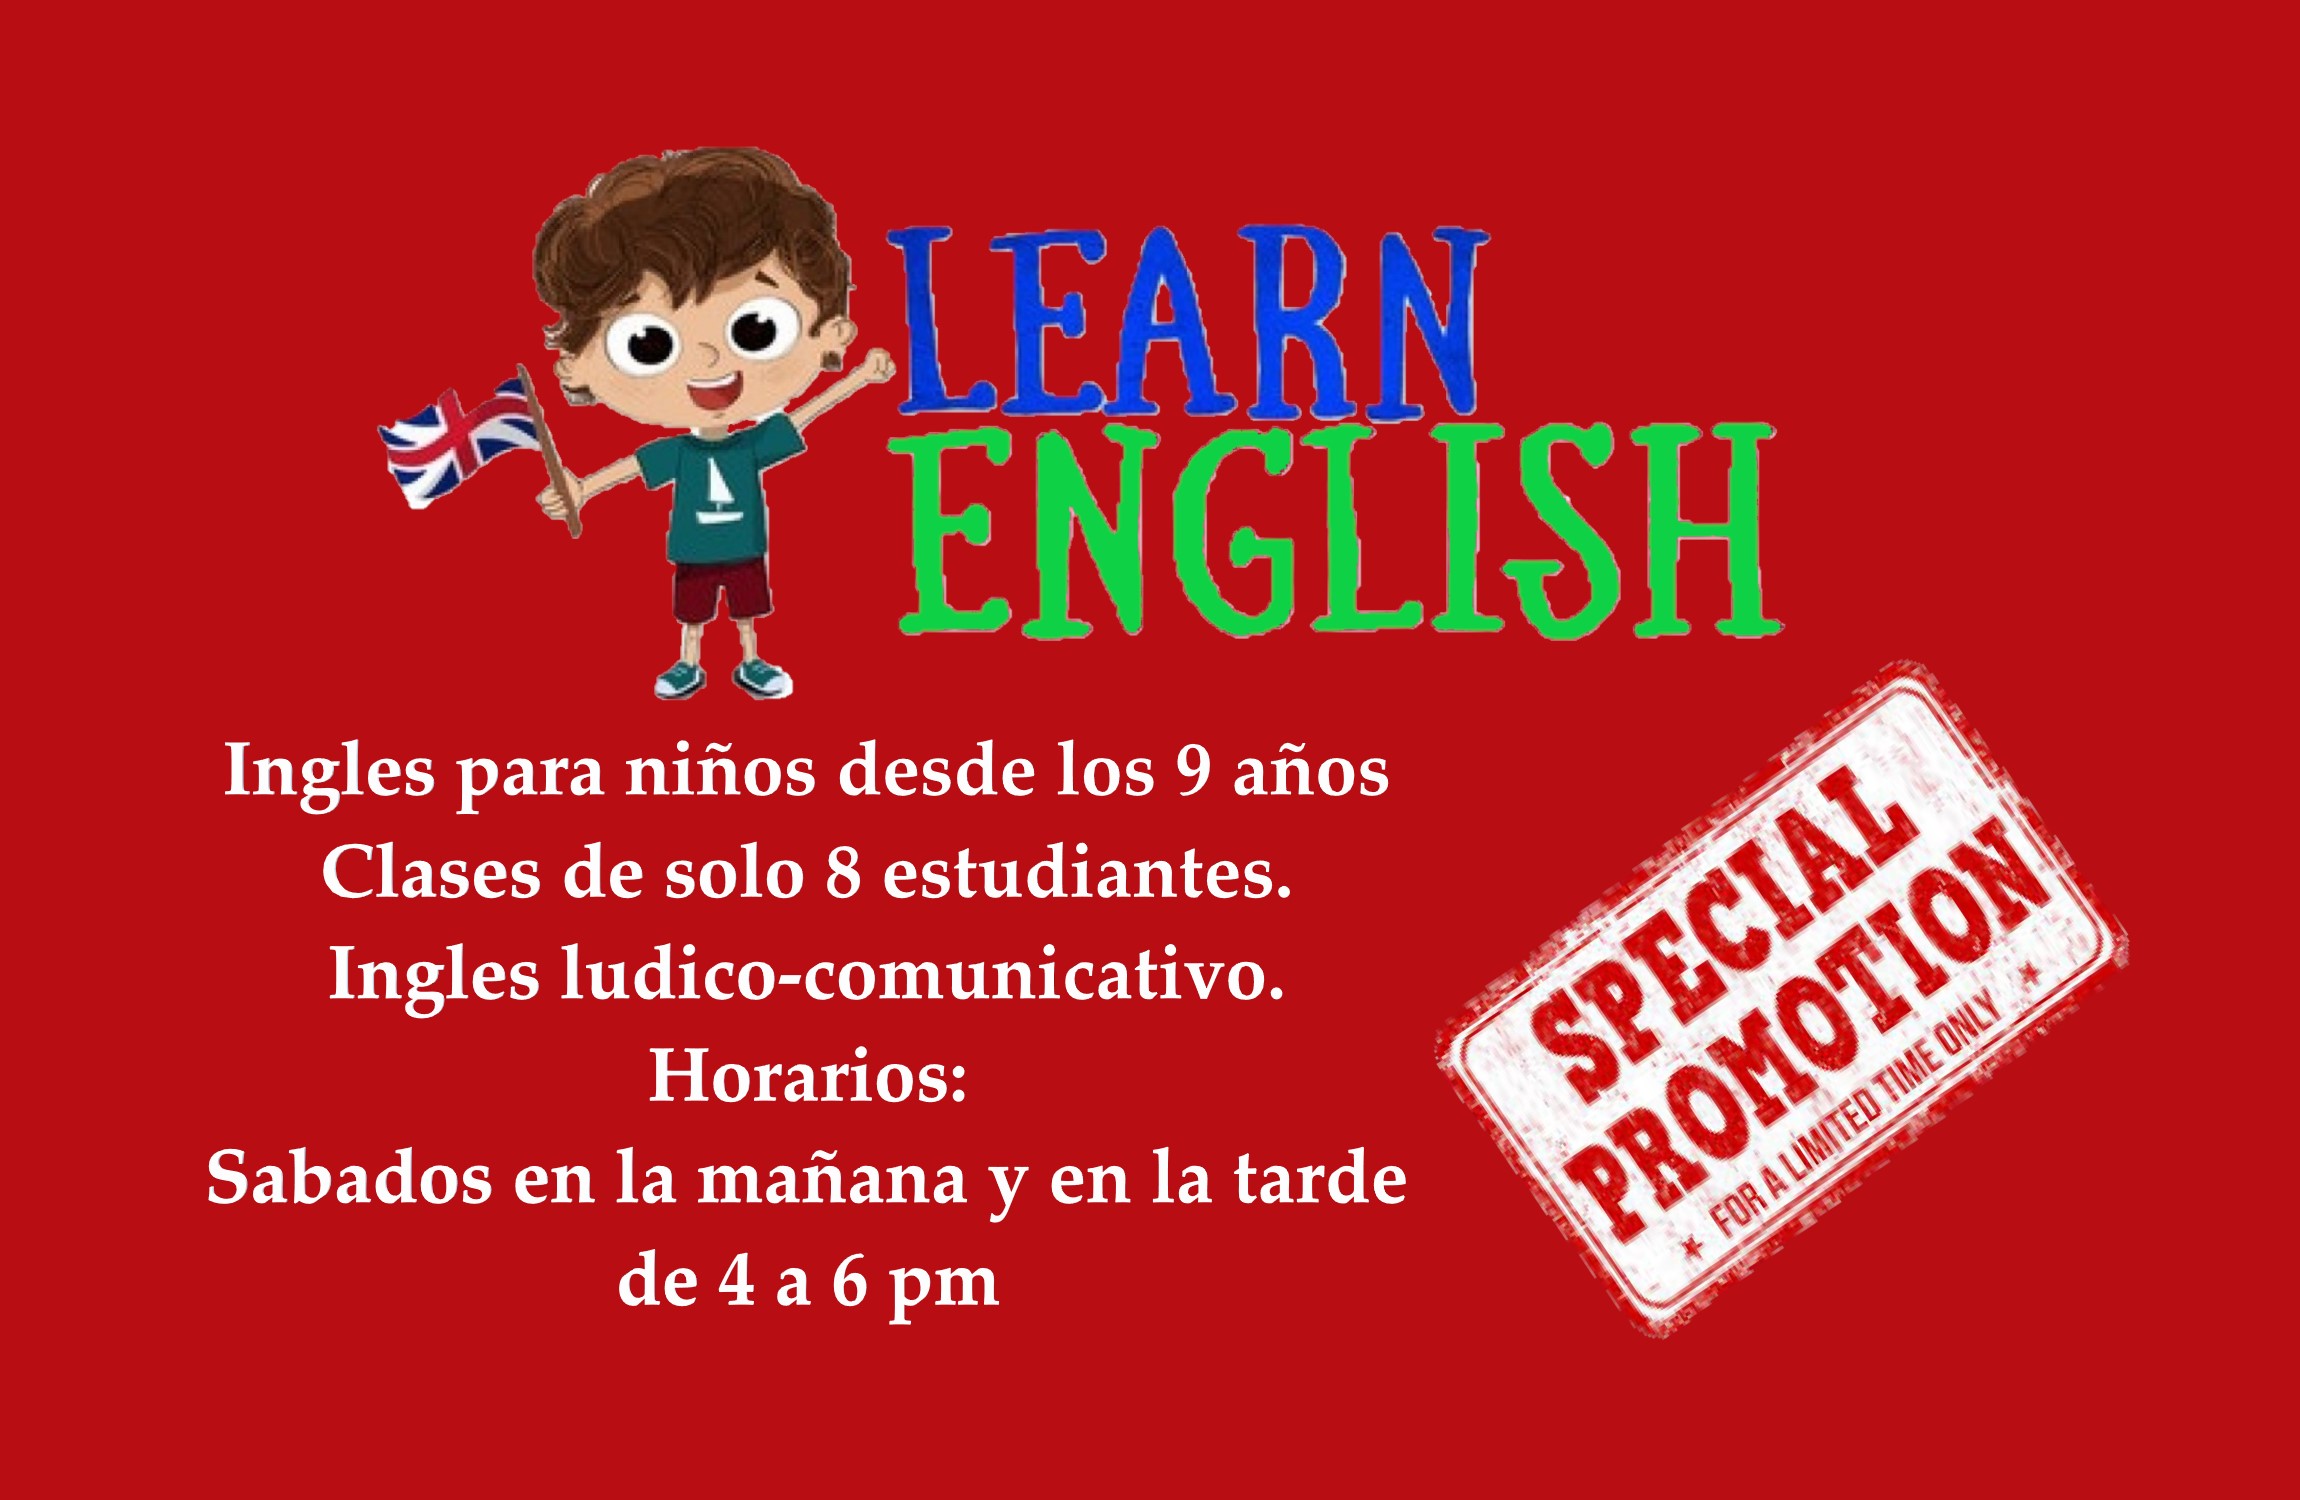 LEARN
ENGLISH
Ingles para niños desde los 9 años
Clases de solo 8 estudiantes.
Ingles ludico-comunicativo.
Horarios:
Sabados en la mañana y en la tarde
de 4 a 6 pm
SPECIAL
PROMOTION
★ FOR A LIMITED TIME ONLY ★